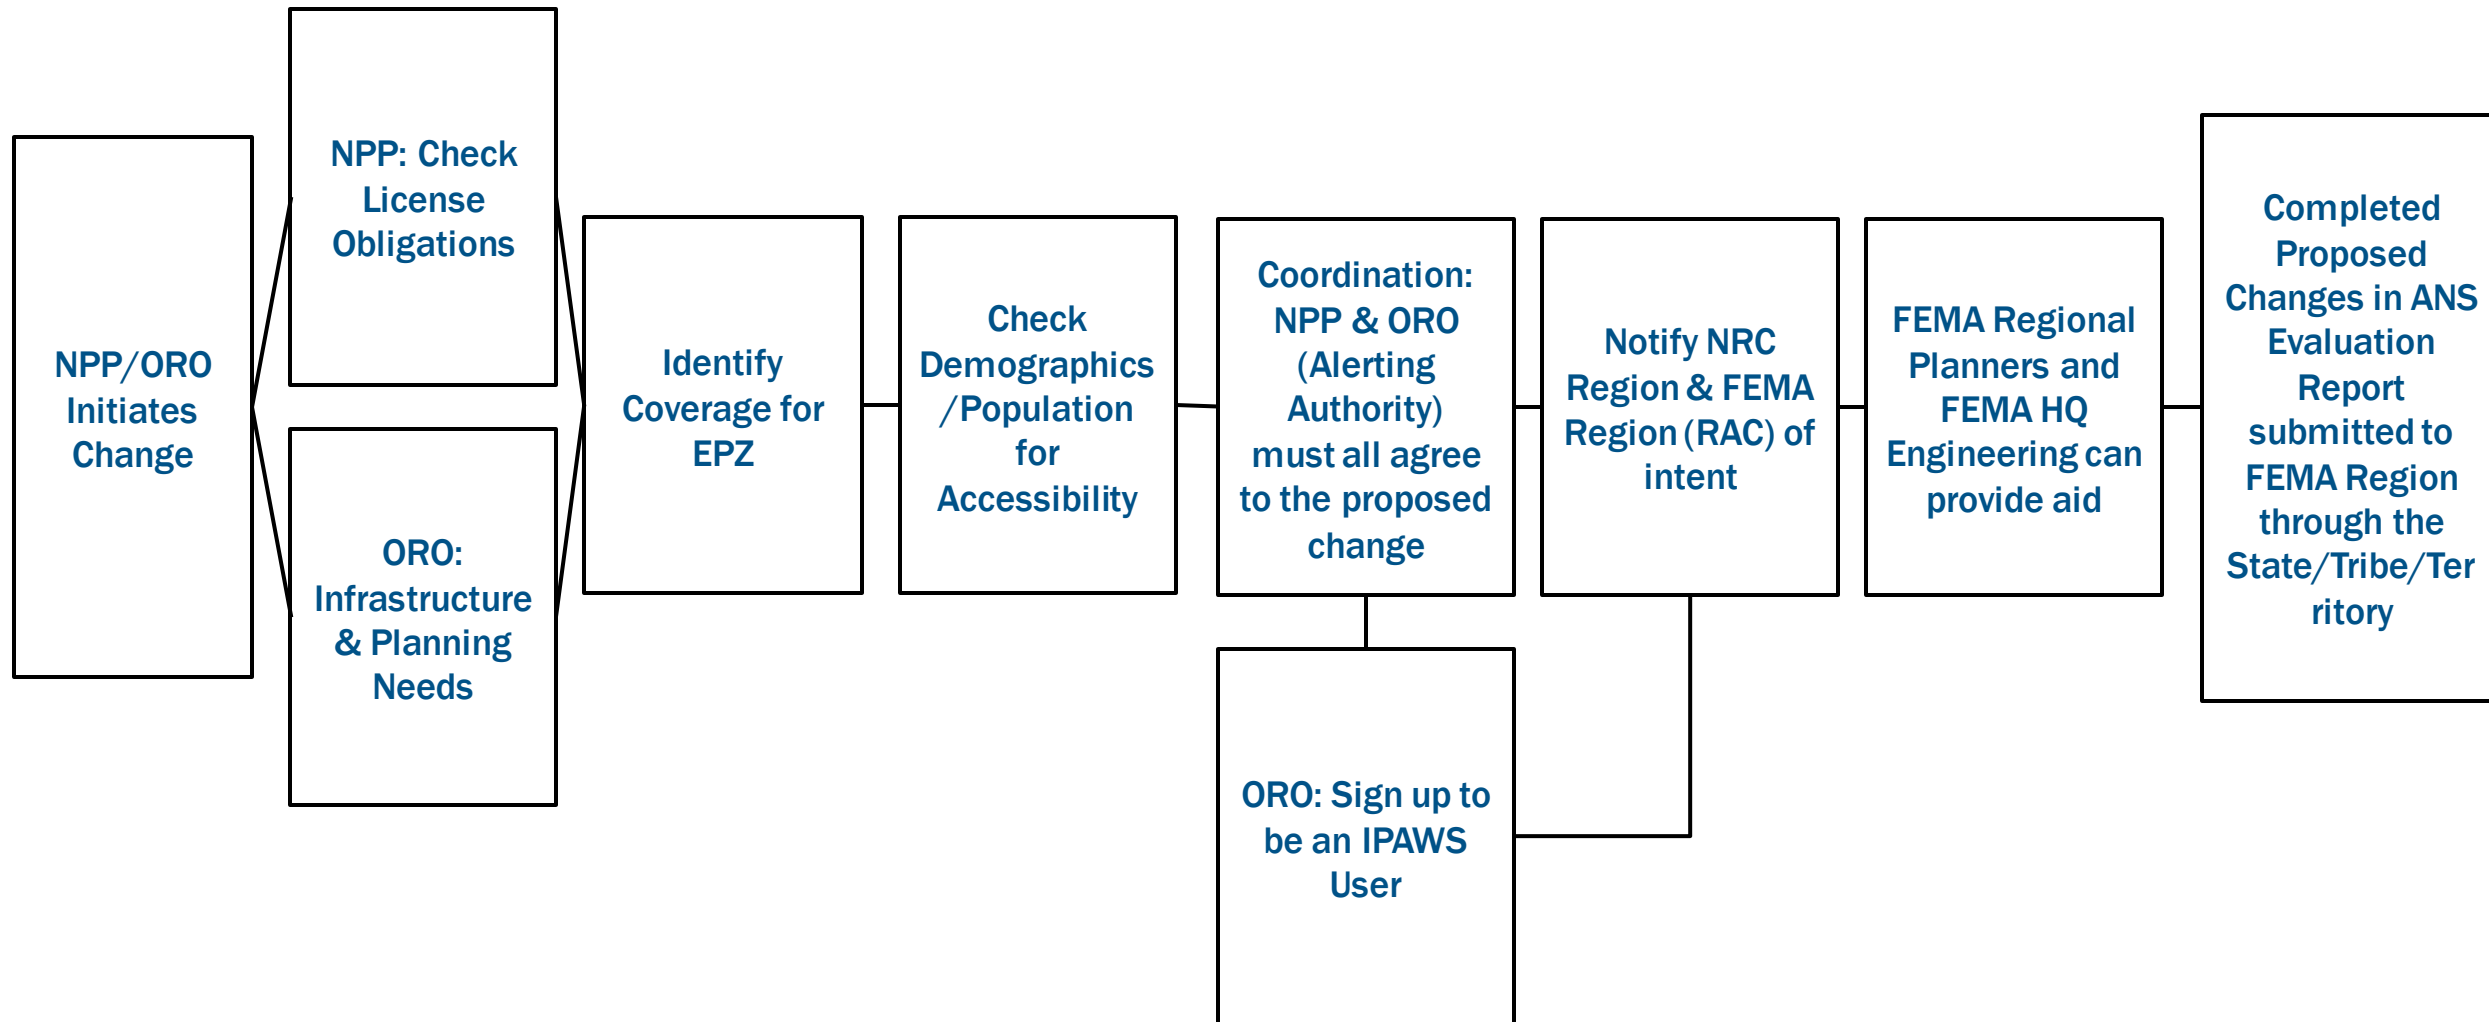 NPP/ORO
Initiates
Change
NPP: Check
License
Obligations
ORO:
Infrastructure
& Planning
Needs
Identify
Coverage for
EPZ
Check
Demographics
/Population
for
Accessibility
Coordination:
NPP & ORO
(Alerting
Authority)
must all agree
to the proposed
change
ORO: Sign up to
be an IPAWS
User
Notify NRC
Region & FEMA
Region (RAC) of
intent
FEMA Regional
Planners and
FEMA HQ
Engineering can
provide aid
Completed
Proposed
Changes in ANS
Evaluation
Report
submitted to
FEMA Region
through the
State/Tribe/Ter
ritory